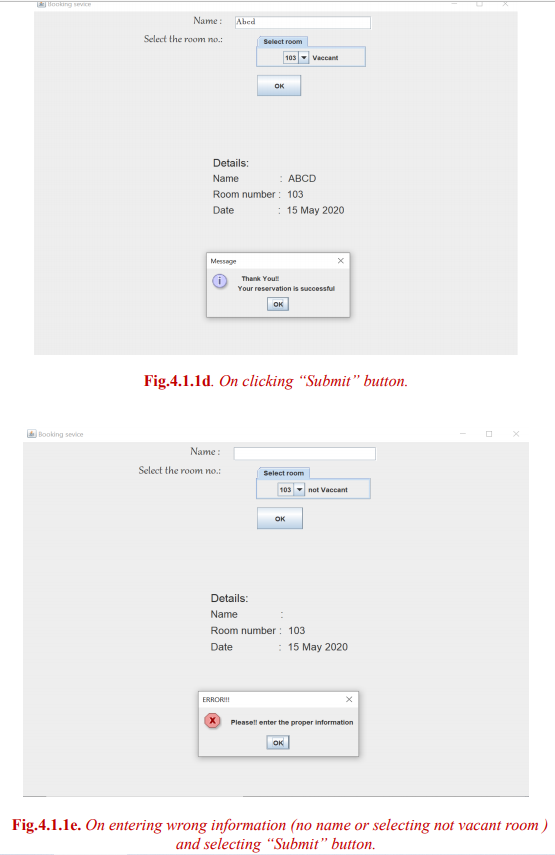 Booking sevice
Name :
Abcd
Select the room no.:
Select room
103 Vaccant
OK
Details:
Name : ABCD
Room number : 103
Date : 15 May 2020
Message
Thank You!!
Your reservation is successful
OK
Fig.4.1.1d. On clicking “Submit” button.
Booking sevice
Name :
Select the room no.:
Select room
103 not Vaccant
OK
Details:
Name :
Room number : 103
Date : 15 May 2020
ERROR!!!
Please!! enter the proper information
OK
Fig.4.1.1e. On entering wrong information (no name or selecting not vacant room )
and selecting “Submit” button.